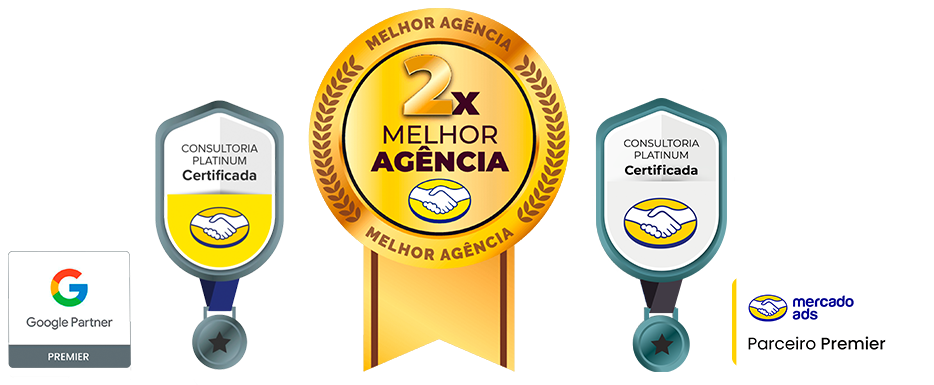 MELHOR AGÊNCIA
2x
MELHOR
AGÊNCIA
MELHOR AGÊNCIA
CONSULTORIA
PLATINUM
Certificada
CONSULTORIA
PLATINUM
Certificada
Google Partner
PREMIER
mercado
ads
Parceiro Premier